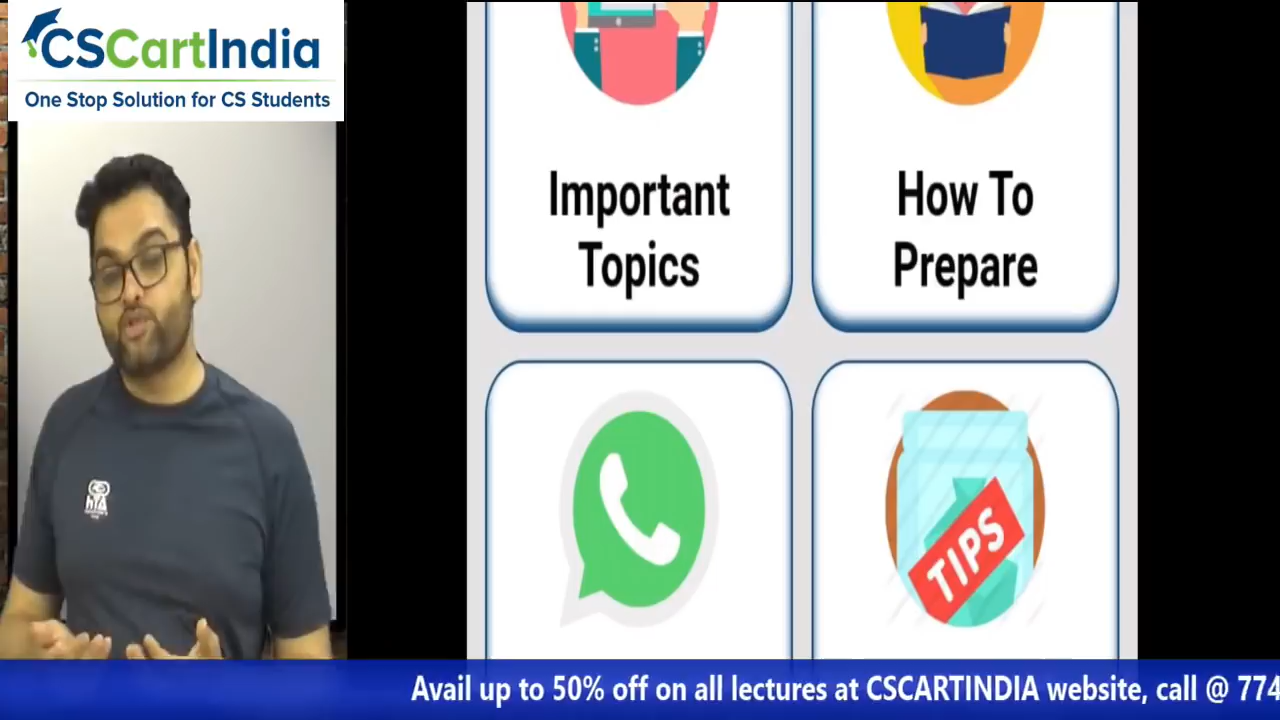 CSCartIndia
One Stop Solution for CS Students
Important
Topics
How To
Prepare
TIPS
hTA
Avail up to 50% off on all lectures at CSCARTINDIA website, call @ 774